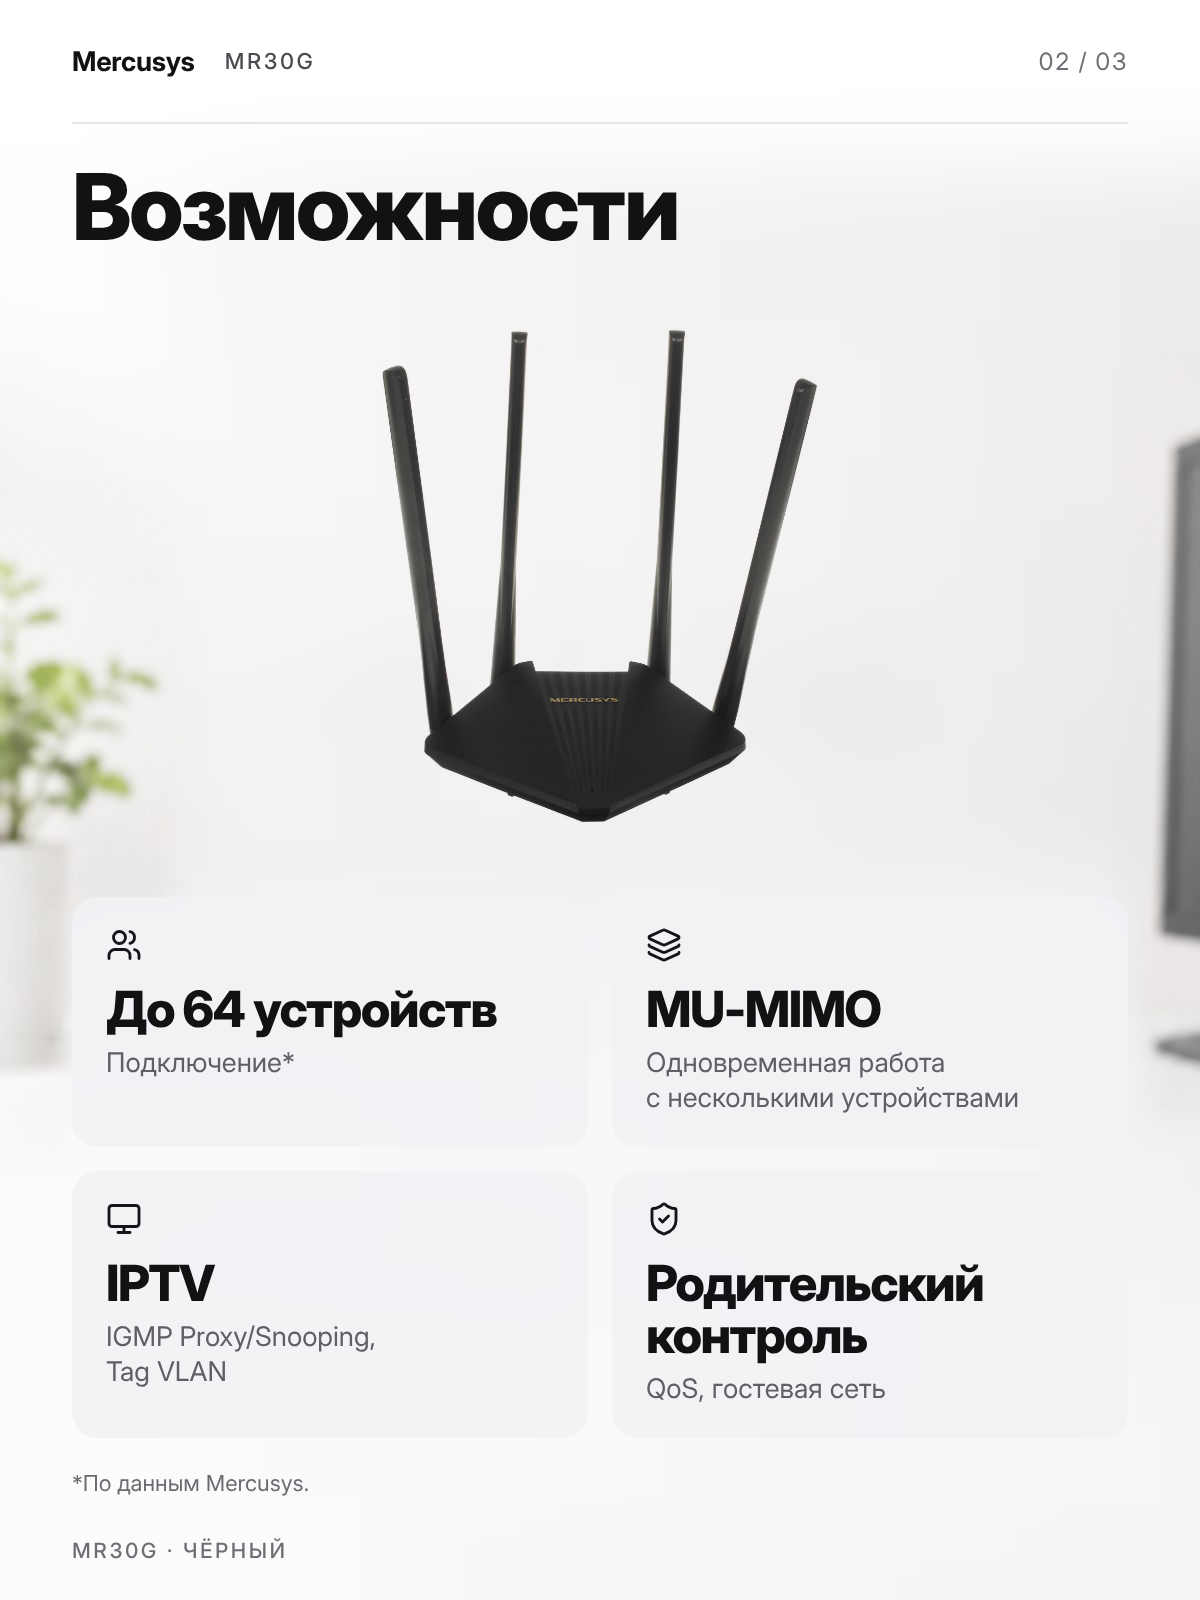 Mercusys MR30G 02 / 03
Возможности
MERCUSYS
До 64 устройств
Подключение*
MU-MIMO
Одновременная работа
с несколькими устройствами
IPTV
IGMP Proxy/Snooping,
Tag VLAN
Родительский
контроль
QoS, гостевая сеть
*По данным Mercusys.
MR30G · ЧЁРНЫЙ